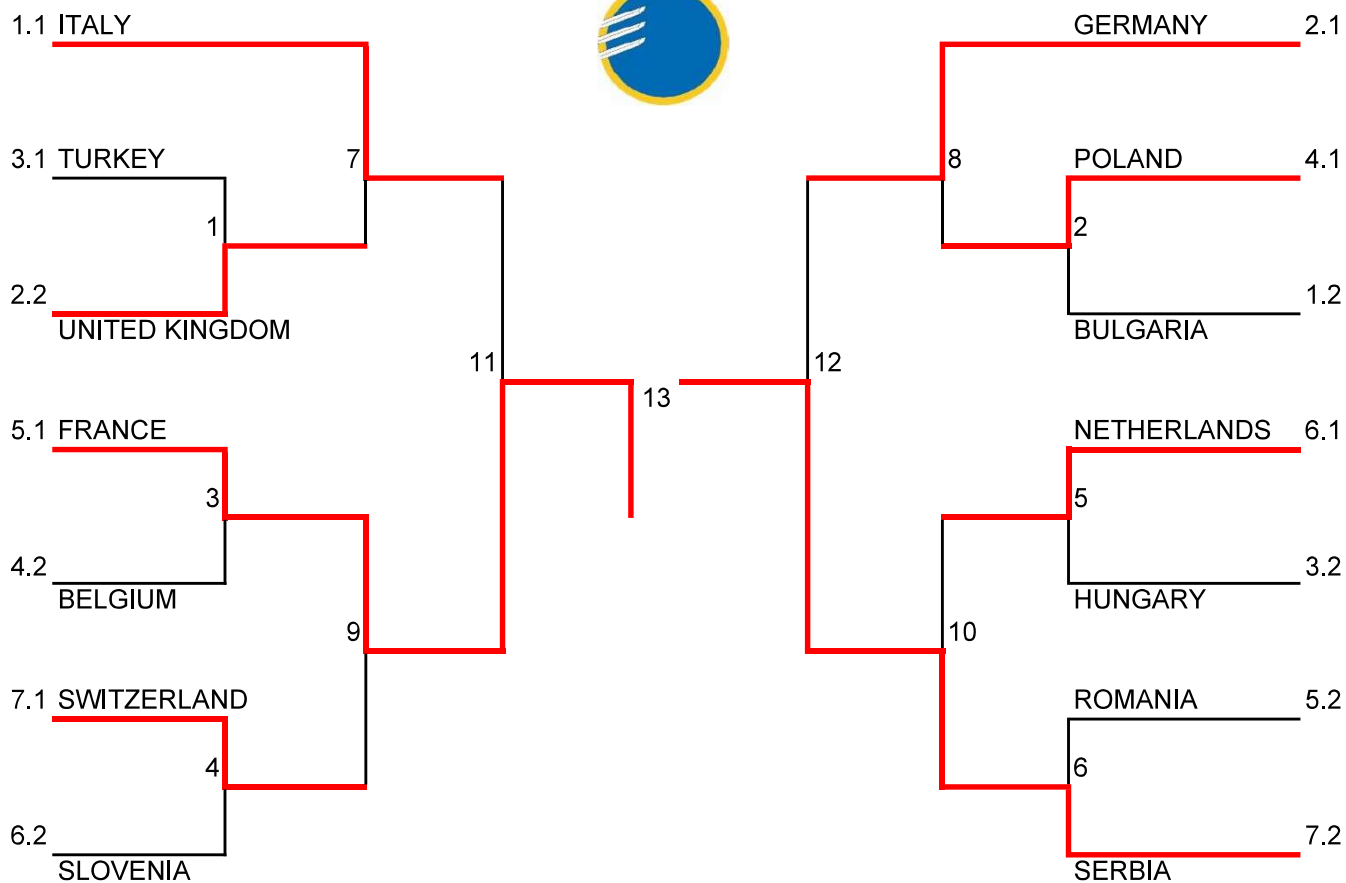 1.1 ITALY
GERMANY 2.1
3.1 TURKEY
7
8
POLAND 4.1
1
2
2.2
1.2
UNITED KINGDOM
BULGARIA
11
12
13
5.1 FRANCE
NETHERLANDS 6.1
3
5
4.2
3.2
BELGIUM
HUNGARY
9
10
7.1 SWITZERLAND
ROMANIA 5.2
4
6
6.2
7.2
SLOVENIA
SERBIA